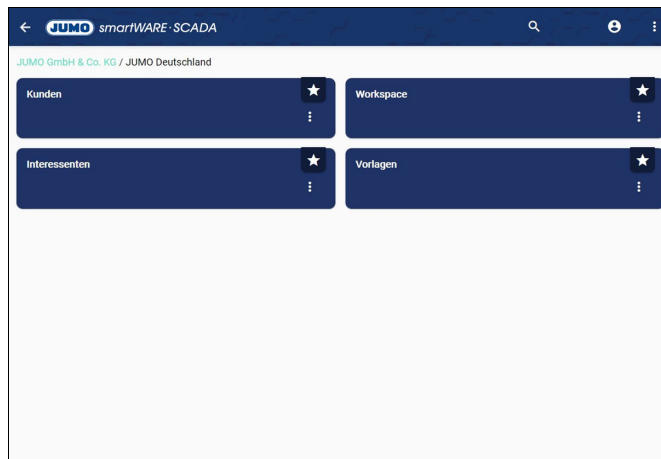 JUMO smartWARE·SCADA
JUMO GmbH & Co. KG / JUMO Deutschland
Kunden
Workspace
Interessenten
Vorlagen